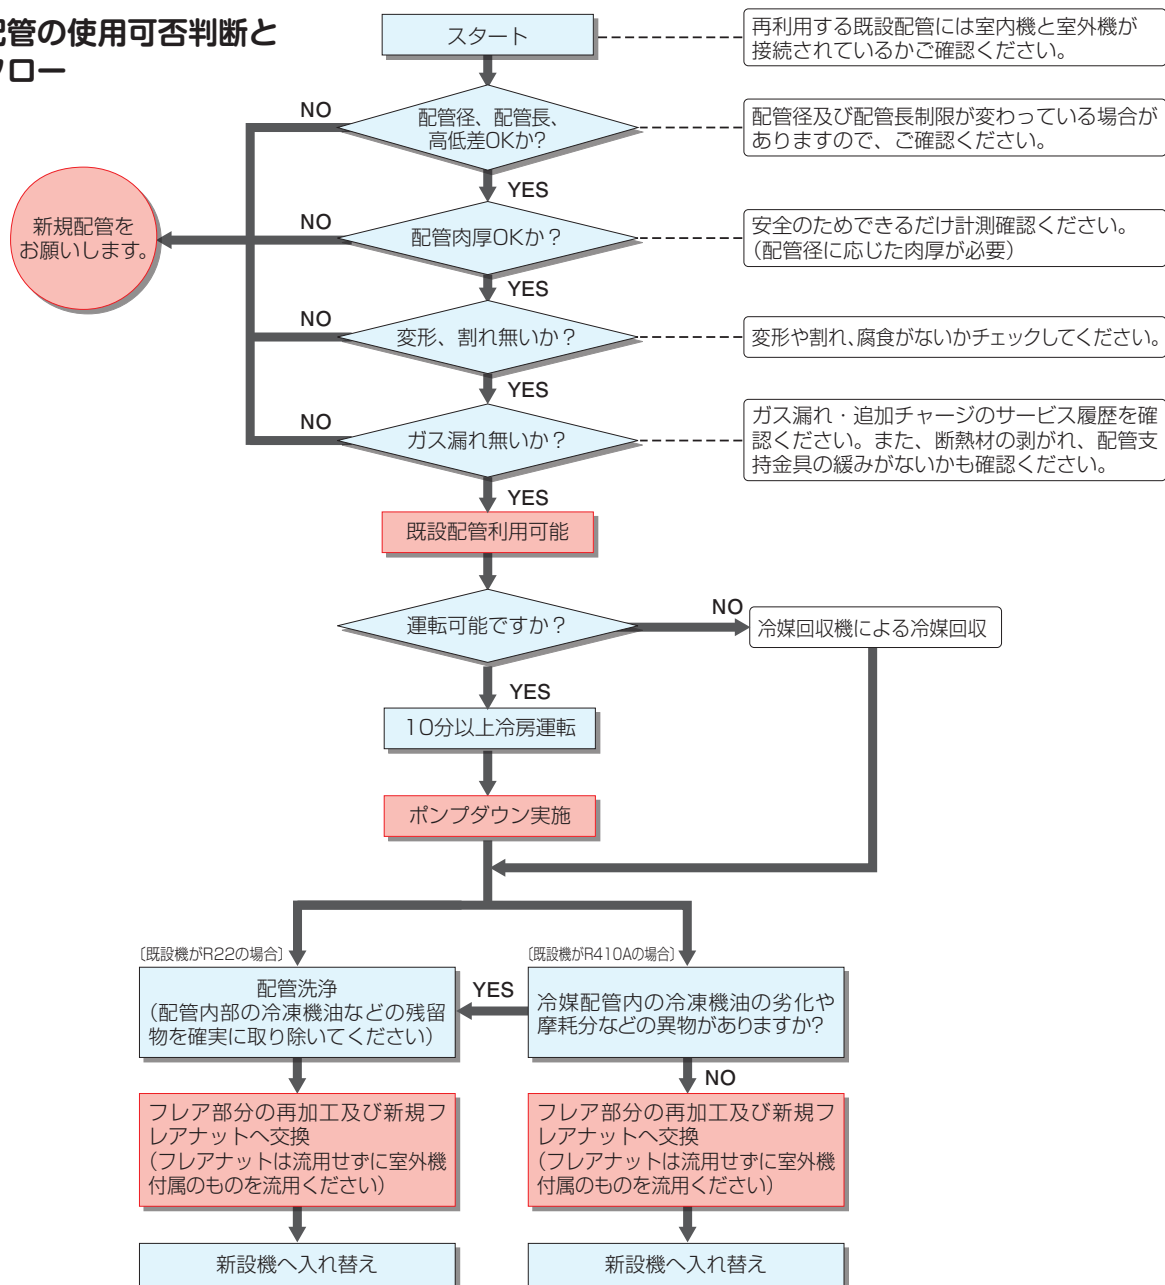 配管の使用可否判断と
フロー
スタート
再利用する既設配管には室内機と室外機が
接続されているかご確認ください。
NO
配管径、配管長、
高低差OKか?
配管径及び配管長制限が変わっている場合が
ありますので、ご確認ください。
YES
新規配管を
お願いします。
NO
配管肉厚OKか？
安全のためできるだけ計測確認ください。
（配管径に応じた肉厚が必要）
YES
NO
変形、割れ無いか？
変形や割れ、腐食がないかチェックしてください。
YES
NO
ガス漏れ無いか？
ガス漏れ・追加チャージのサービス履歴を確
認ください。また、断熱材の剥がれ、配管支
持金具の緩みがないかも確認ください。
YES
既設配管利用可能
運転可能ですか？
NO
冷媒回収機による冷媒回収
YES
10分以上冷房運転
ポンプダウン実施
〔既設機がR22の場合〕
〔既設機がR410Aの場合〕
配管洗浄
（配管内部の冷凍機油などの残留
物を確実に取り除いてください）
YES
冷媒配管内の冷凍機油の劣化や
摩耗分などの異物がありますか?
NO
フレア部分の再加工及び新規フ
レアナットへ交換
（フレアナットは流用せずに室外機
付属のものを流用ください）
フレア部分の再加工及び新規フ
レアナットへ交換
（フレアナットは流用せずに室外機
付属のものを流用ください）
新設機へ入れ替え
新設機へ入れ替え